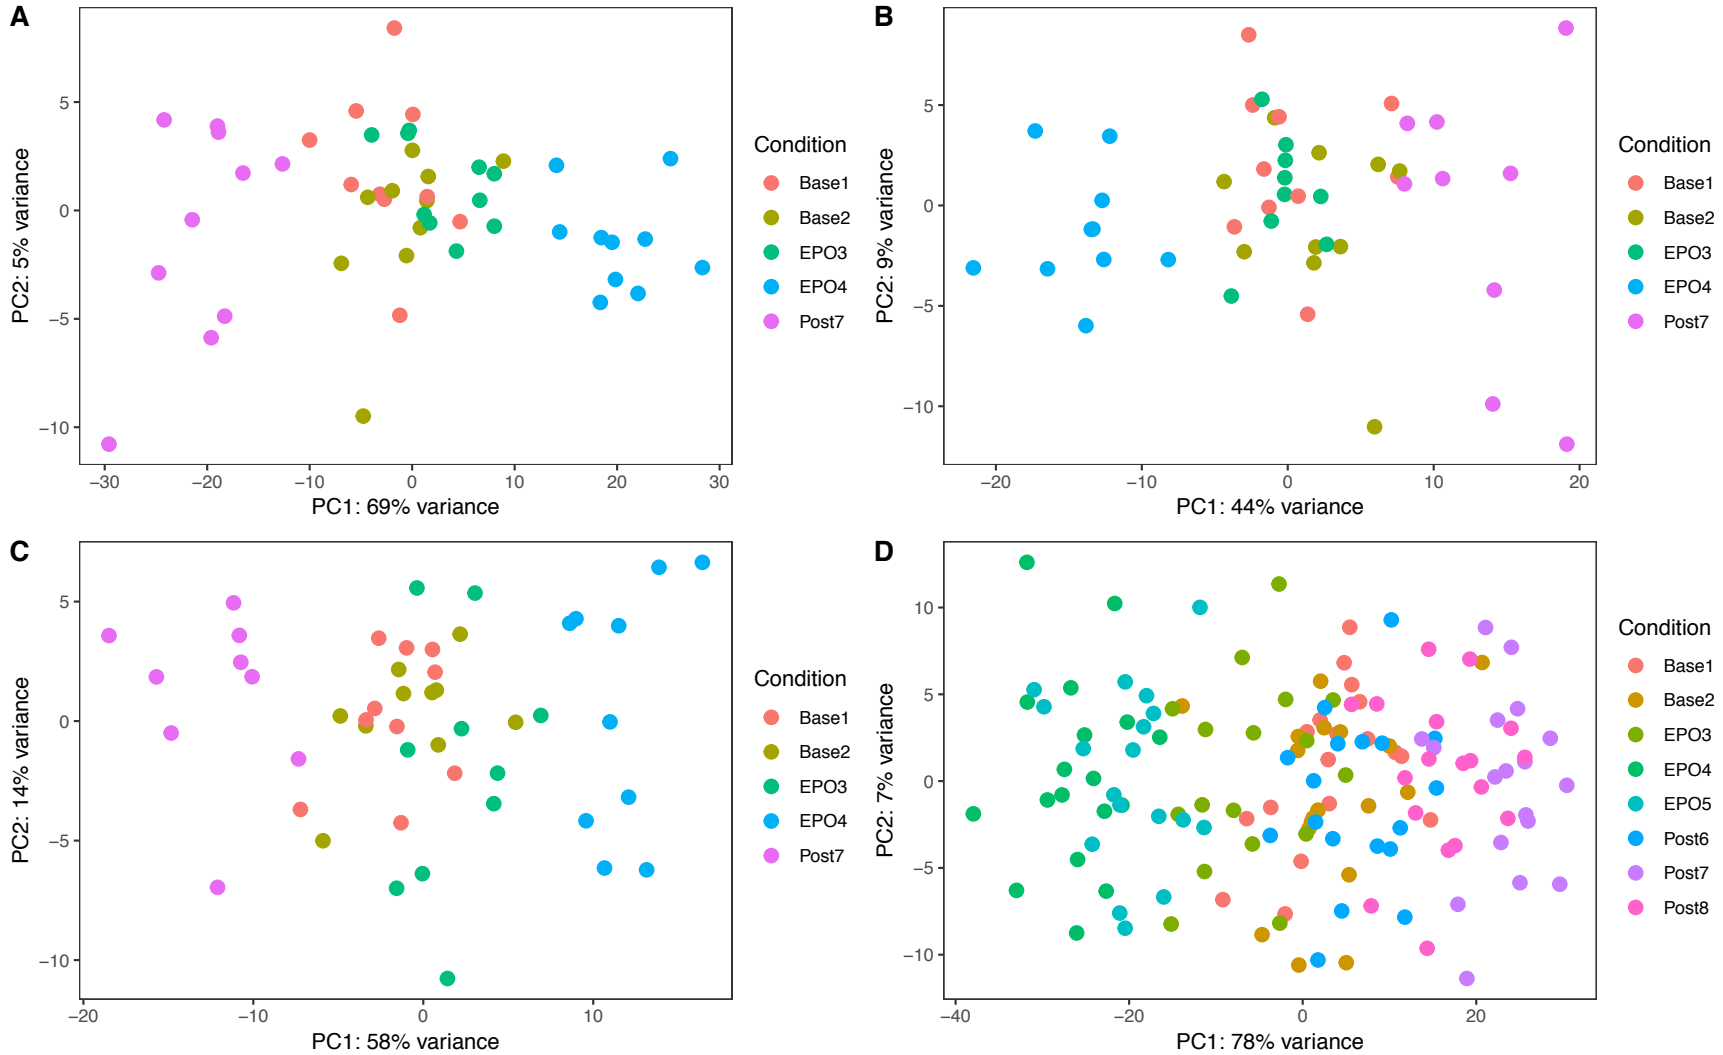 A
5
0
−5
−10
−30
−20
−10
0
10
20
30
PC1: 69% variance
PC2: 5% variance
Condition
Base1
Base2
EPO3
EPO4
Post7
B
5
0
−5
−10
−20
−10
0
10
20
PC1: 44% variance
PC2: 9% variance
Condition
Base1
Base2
EPO3
EPO4
Post7
C
5
0
−5
−10
−20
−10
0
10
PC1: 58% variance
PC2: 14% variance
Condition
Base1
Base2
EPO3
EPO4
Post7
D
10
5
0
−5
−10
−40
−20
0
20
PC1: 78% variance
PC2: 7% variance
Condition
Base1
Base2
EPO3
EPO4
EPO5
Post6
Post7
Post8